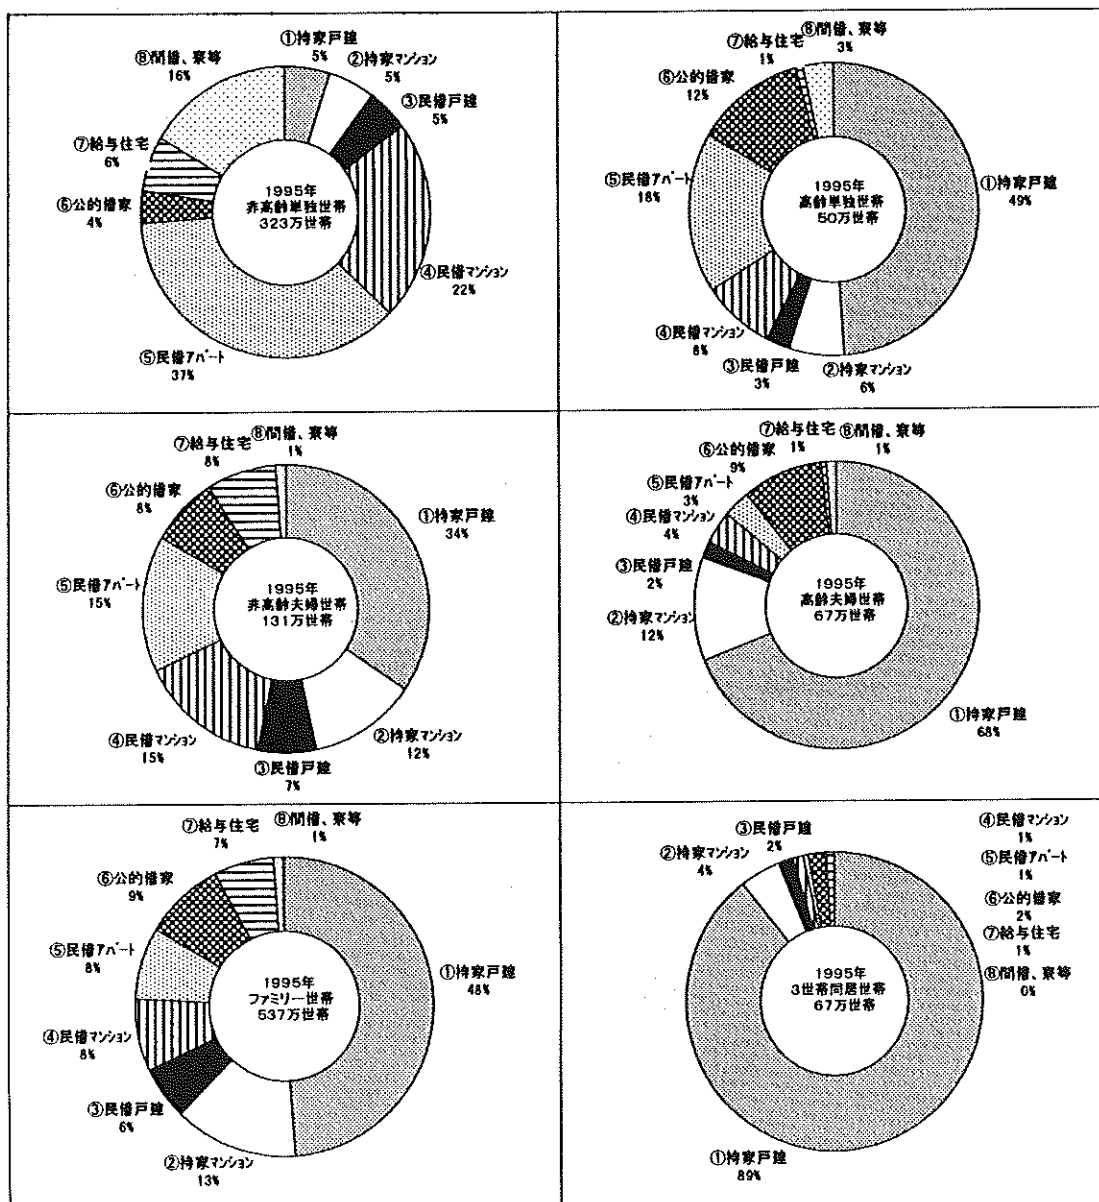 ①持家戸建
5%
②持家マンション
5%
③民借戸建
5%
④民借マンション
22%
⑤民借アパート
37%
⑥公的借家
4%
⑦給与住宅
6%
⑧間借、寮等
16%
1995年
非高齢単独世帯
323万世帯
①持家戸建
49%
②持家マンション
6%
③民借戸建
3%
④民借マンション
8%
⑤民借アパート
18%
⑥公的借家
12%
⑦給与住宅
1%
⑧間借、寮等
3%
1995年
高齢単独世帯
50万世帯
①持家戸建
34%
②持家マンション
12%
③民借戸建
7%
④民借マンション
15%
⑤民借アパート
15%
⑥公的借家
8%
⑦給与住宅
8%
⑧間借、寮等
1%
1995年
非高齢夫婦世帯
131万世帯
①持家戸建
68%
②持家マンション
12%
③民借戸建
2%
④民借マンション
4%
⑤民借アパート
3%
⑥公的借家
9%
⑦給与住宅
1%
⑧間借、寮等
1%
1995年
高齢夫婦世帯
67万世帯
①持家戸建
48%
②持家マンション
13%
③民借戸建
6%
④民借マンション
8%
⑤民借アパート
8%
⑥公的借家
9%
⑦給与住宅
7%
⑧間借、寮等
1%
1995年
ファミリー世帯
537万世帯
①持家戸建
89%
②持家マンション
4%
③民借戸建
2%
④民借マンション
1%
⑤民借アパート
1%
⑥公的借家
2%
⑦給与住宅
1%
⑧間借、寮等
0%
1995年
3世帯同居世帯
67万世帯